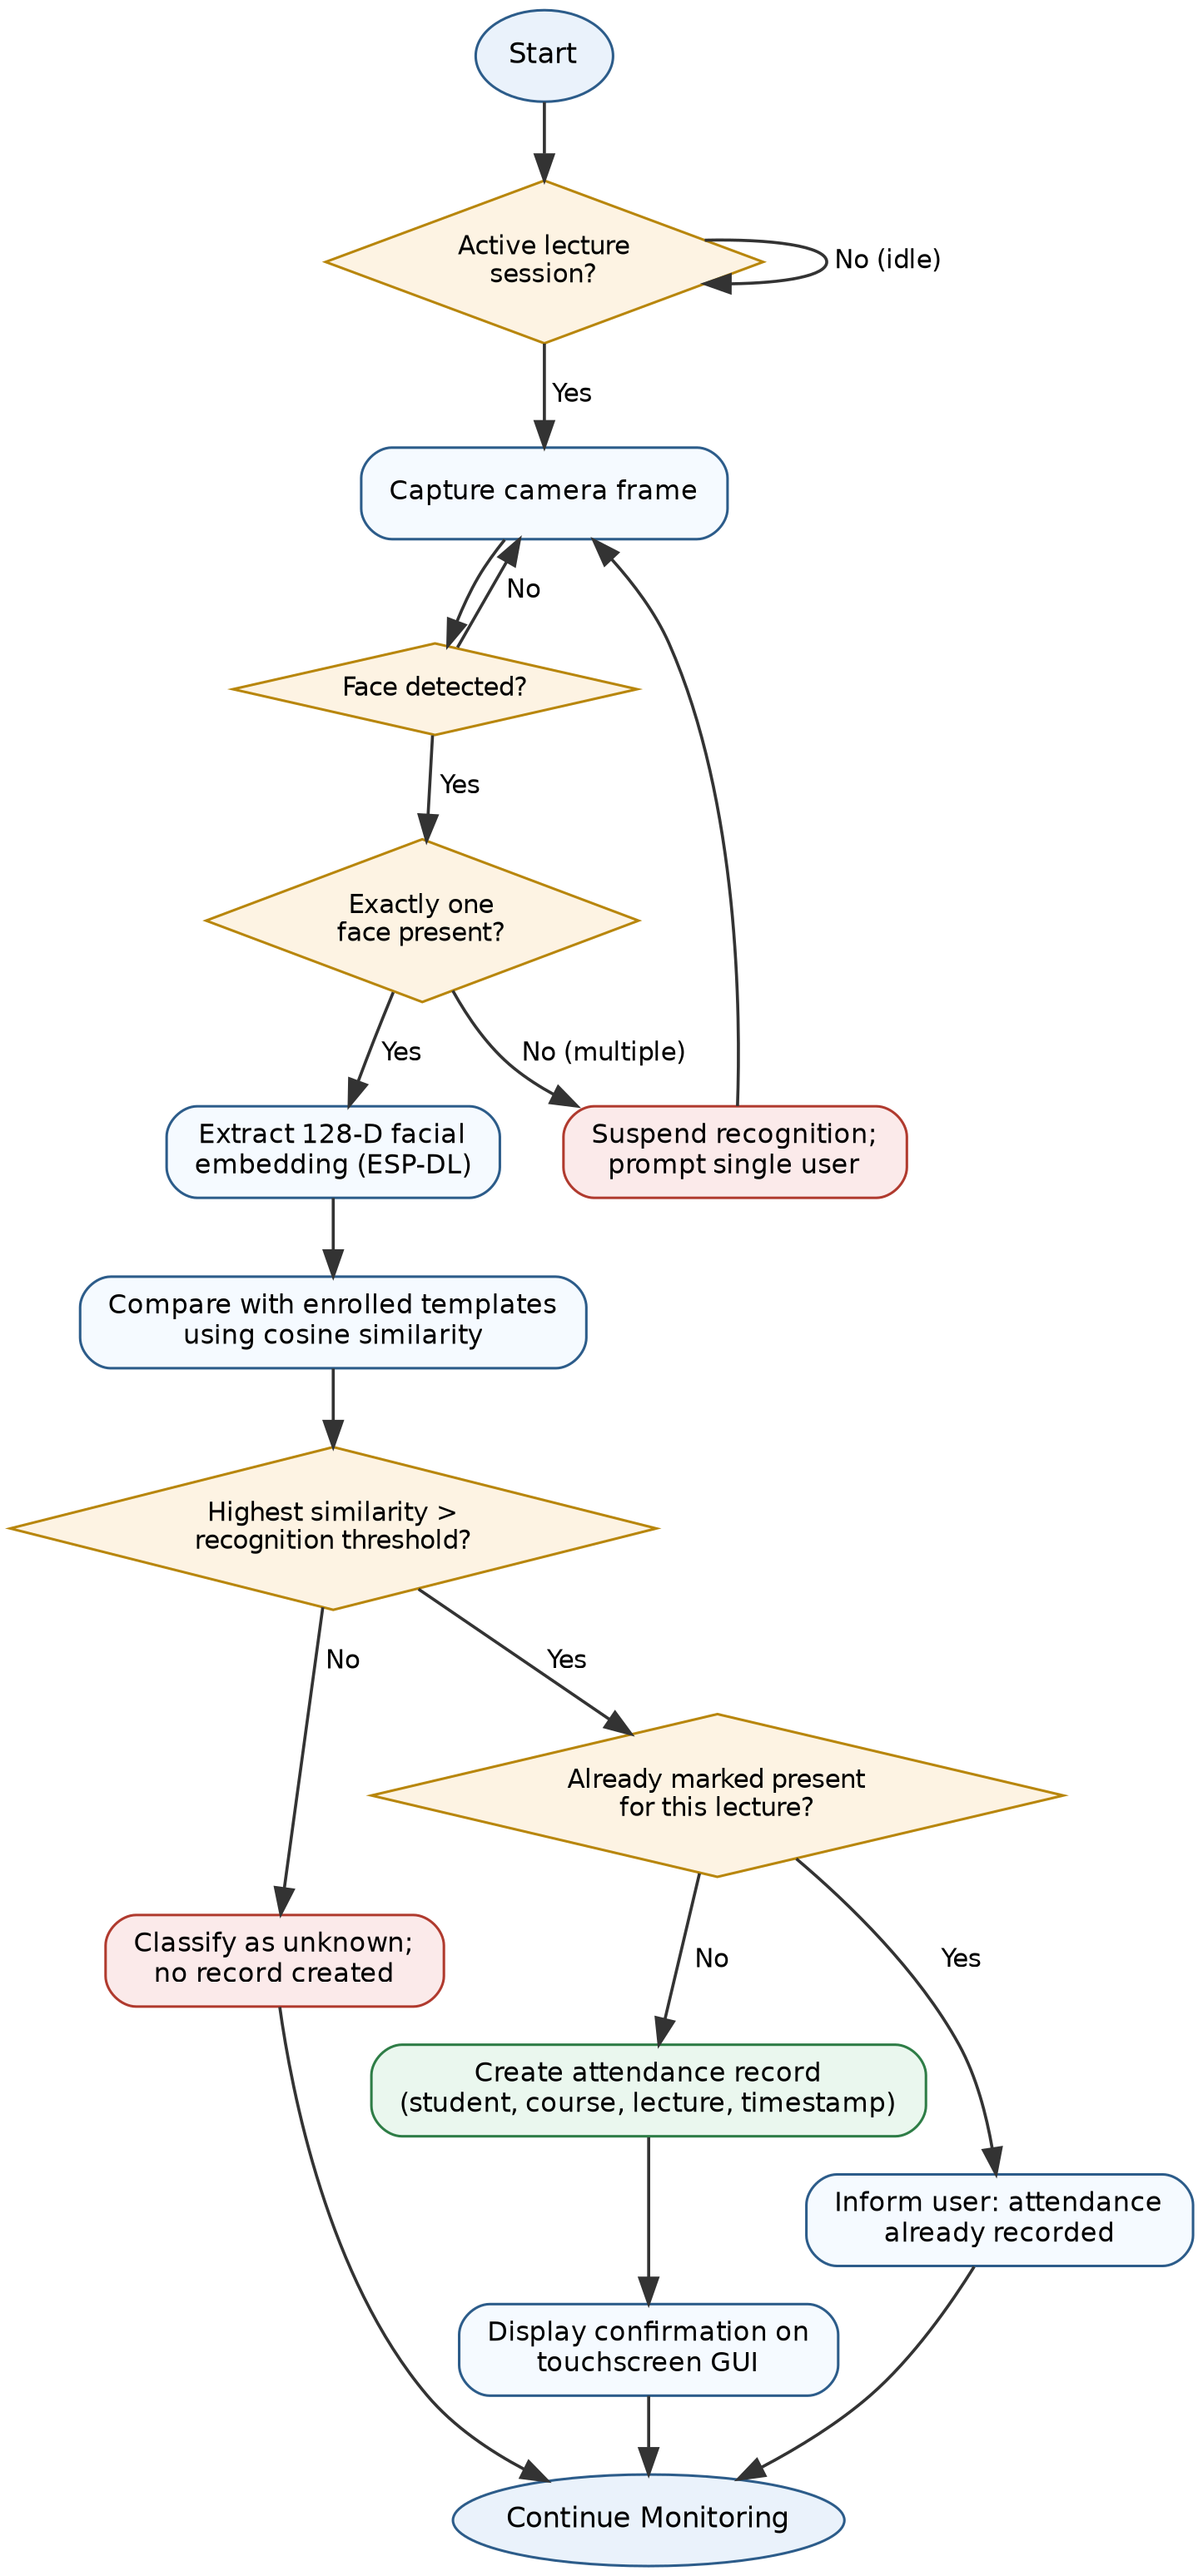 Start
Active lecture
session?
No (idle)
Yes
Capture camera frame
No
Face detected?
Yes
Exactly one
face present?
Yes
No (multiple)
Extract 128-D facial
embedding (ESP-DL)
Suspend recognition;
prompt single user
Compare with enrolled templates
using cosine similarity
Highest similarity >
recognition threshold?
No
Yes
Already marked present
for this lecture?
Classify as unknown;
no record created
No
Yes
Create attendance record
(student, course, lecture, timestamp)
Inform user: attendance
already recorded
Display confirmation on
touchscreen GUI
Continue Monitoring